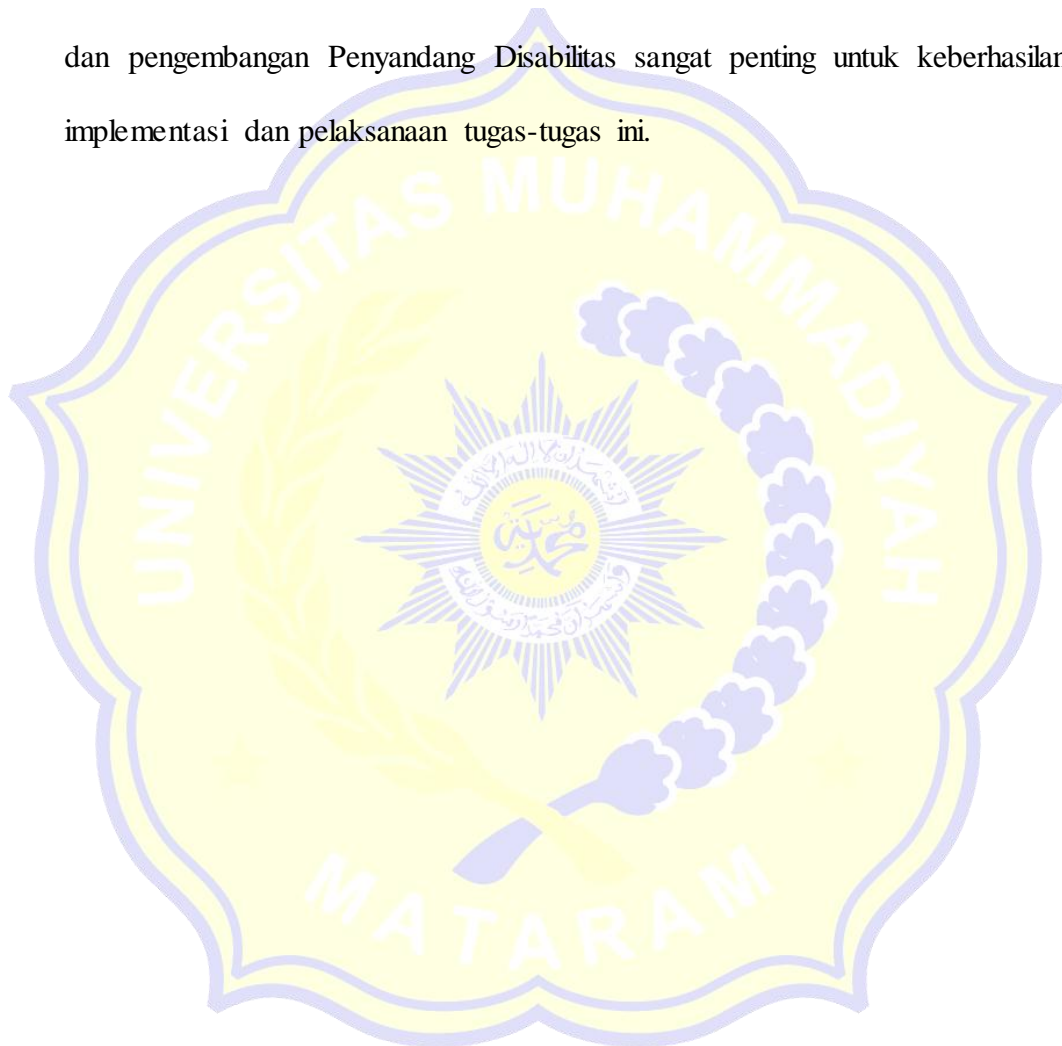 dan pengembangan Penyandang Disabilitas sangat penting untuk keberhasilan
implementasi dan pelaksanaan tugas-tugas ini.
UNIVERSITAS MUHAMMADIYAH
MATARAM